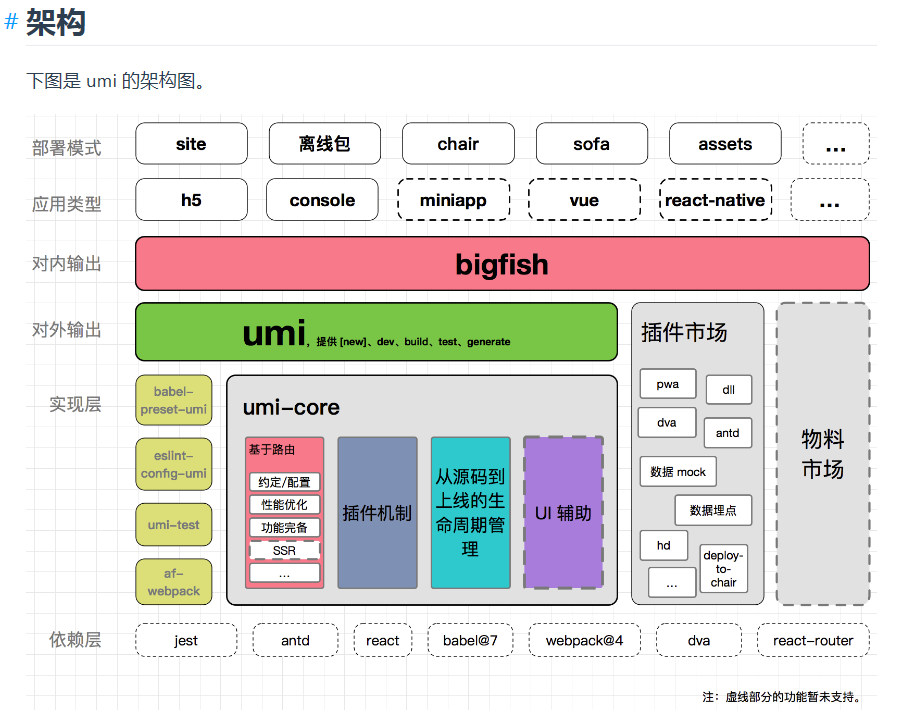 # 架构
下图是 umi 的架构图。
部署模式
site
离线包
chair
sofa
assets
...
应用类型
h5
console
miniapp
vue
react-native
...
对内输出
bigfish
对外输出
umi，提供 [new]、dev、build、test、generate
插件市场
pwa
dll
dva
antd
数据 mock
数据埋点
hd
deploy-
to-
chair
...
物料
市场
实现层
babel-
preset-umi
eslint-
config-umi
umi-test
af-
webpack
umi-core
基于路由
约定/配置
性能优化
功能完备
SSR
...
插件机制
从源码到
上线的生
命周期管
理
UI 辅助
依赖层
jest
antd
react
babel@7
webpack@4
dva
react-router
注：虚线部分的功能暂未支持。